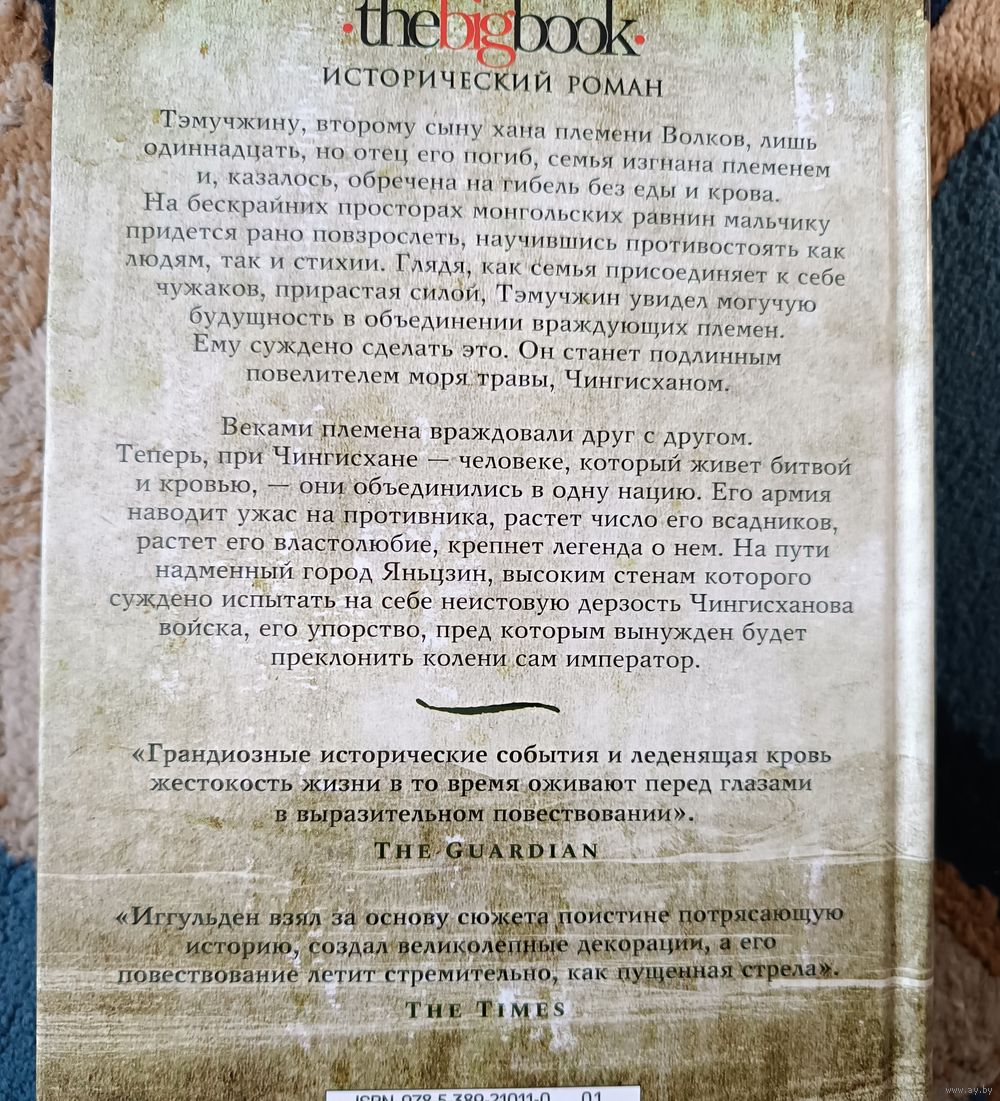 ·thebigbook·
ИСТОРИЧЕСКИЙ РОМАН
Тэмучжину, второму сыну хана племени Волков, лишь
одиннадцать, но отец его погиб, семья изгнана племенем
и, казалось, обречена на гибель без еды и крова.
На бескрайних просторах монгольских равнин мальчику
придется рано повзрослеть, научившись противостоять как
людям, так и стихии. Глядя, как семья присоединяет к себе
чужаков, прирастая силой, Тэмучжин увидел могучую
будущность в объединении враждующих племен.
Ему суждено сделать это. Он станет подлинным
повелителем моря травы, Чингисханом.
Веками племена враждовали друг с другом.
Теперь, при Чингисхане — человеке, который живет битвой
и кровью, — они объединились в одну нацию. Его армия
наводит ужас на противника, растет число его всадников,
растет его властолюбие, крепнет легенда о нем. На пути
надменный город Яньцзин, высоким стенам которого
суждено испытать на себе неистовую дерзость Чингисханова
войска, его упорство, пред которым вынужден будет
преклонить колени сам император.
«Грандиозные исторические события и леденящая кровь
жестокость жизни в то время оживают перед глазами
в выразительном повествовании».
THE GUARDIAN
«Иггульден взял за основу сюжета поистине потрясающую
историю, создал великолепные декорации, а его
повествование летит стремительно, как пущенная стрела».
THE TIMES
ISBN 978-5-389-21011-0 01
www.ay.by